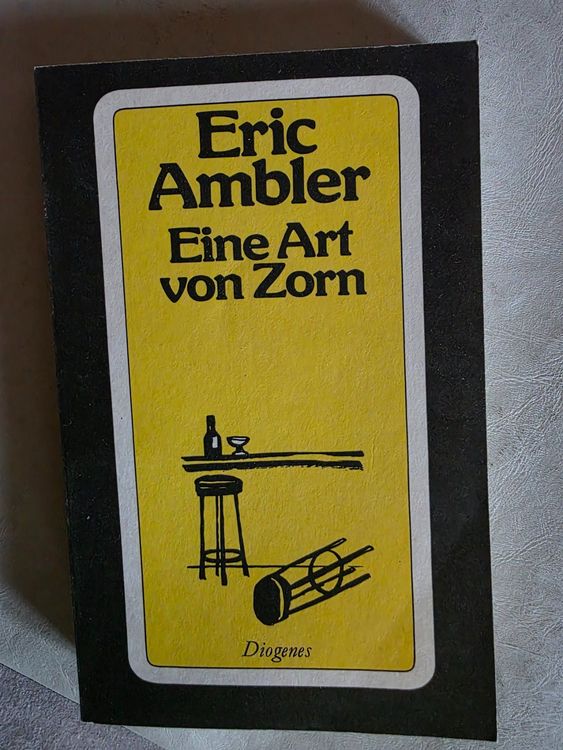 Eric
Ambler
Eine Art
von Zorn
Diogenes